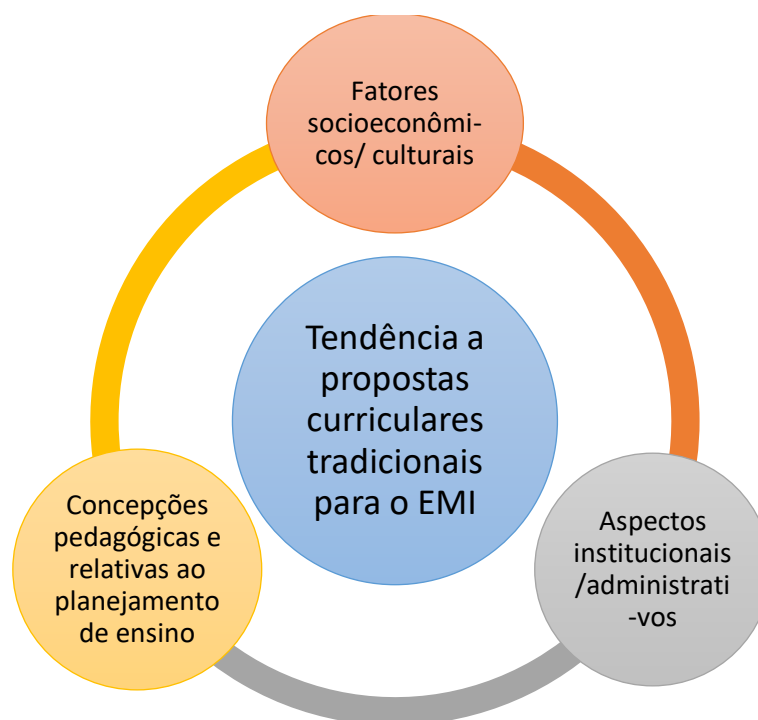 Fatores
socioeconômi-
cos/ culturais
Tendência a
propostas
curriculares
tradicionais
para o EMI
Concepções
pedagógicas e
relativas ao
planejamento
de ensino
Aspectos
institucionais
/administrati
-vos